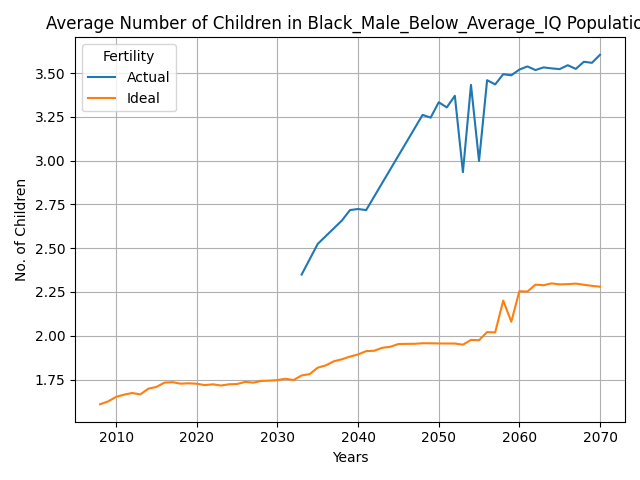 Average Number of Children in Black_Male_Below_Average_IQ Populatio
Fertility
Actual
Ideal
No. of Children
3.50
3.25
3.00
2.75
2.50
2.25
2.00
1.75
2010 2020 2030 2040 2050 2060 2070
Years